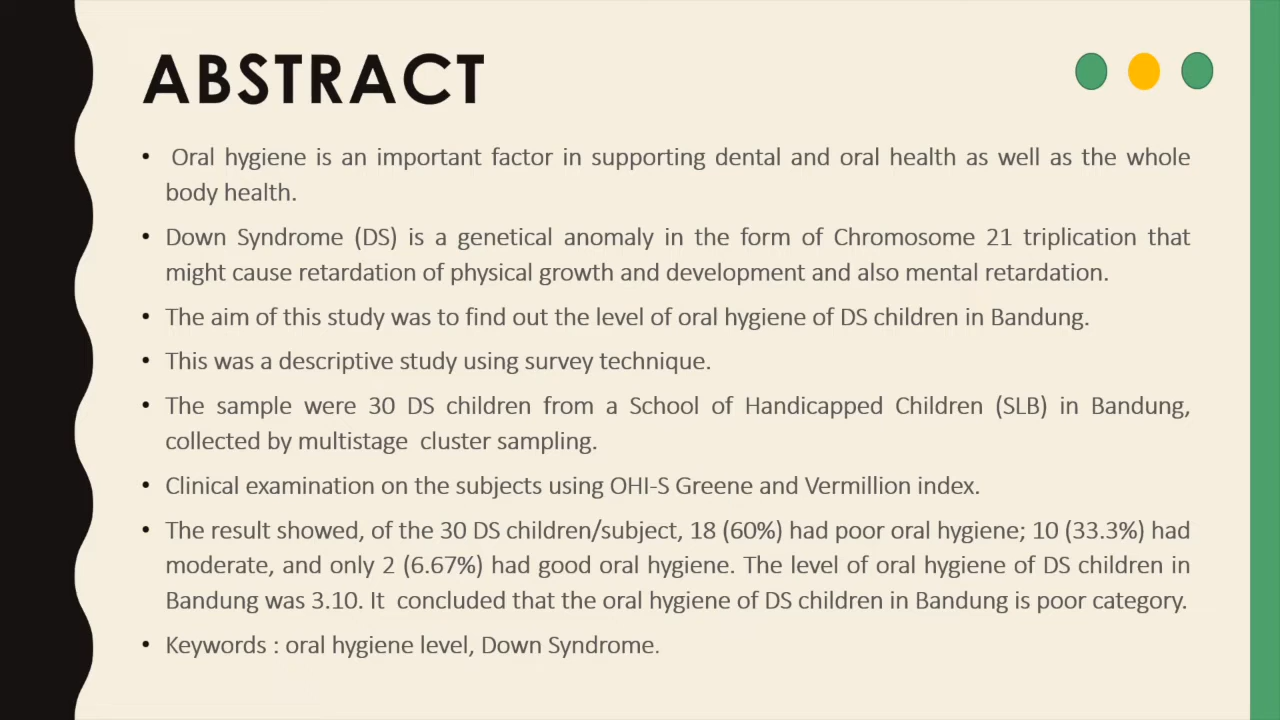 ABSTRACT
• Oral hygiene is an important factor in supporting dental and oral health as well as the whole
body health.
• Down Syndrome (DS) is a genetical anomaly in the form of Chromosome 21 triplication that
might cause retardation of physical growth and development and also mental retardation.
• The aim of this study was to find out the level of oral hygiene of DS children in Bandung.
• This was a descriptive study using survey technique.
• The sample were 30 DS children from a School of Handicapped Children (SLB) in Bandung,
collected by multistage cluster sampling.
• Clinical examination on the subjects using OHI-S Greene and Vermillion index.
• The result showed, of the 30 DS children/subject, 18 (60%) had poor oral hygiene; 10 (33.3%) had
moderate, and only 2 (6.67%) had good oral hygiene. The level of oral hygiene of DS children in
Bandung was 3.10. It concluded that the oral hygiene of DS children in Bandung is poor category.
• Keywords : oral hygiene level, Down Syndrome.